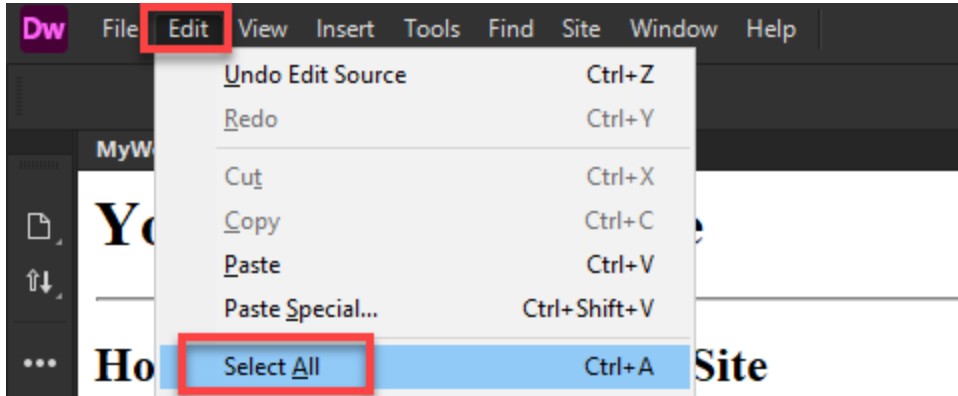 Dw File Edit View Insert Tools Find Site Window Help
Undo Edit Source Ctrl+Z
Redo Ctrl+Y
MyW
Cut Ctrl+X
Copy Ctrl+C
Yo
Paste Ctrl+V
Paste Special... Ctrl+Shift+V
Select All Ctrl+A
Ho Site